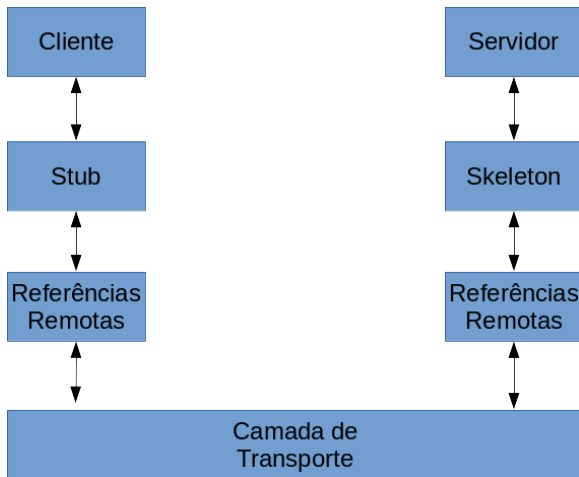 Cliente
Servidor
Stub
Skeleton
Referências
Remotas
Referências
Remotas
Camada de
Transporte